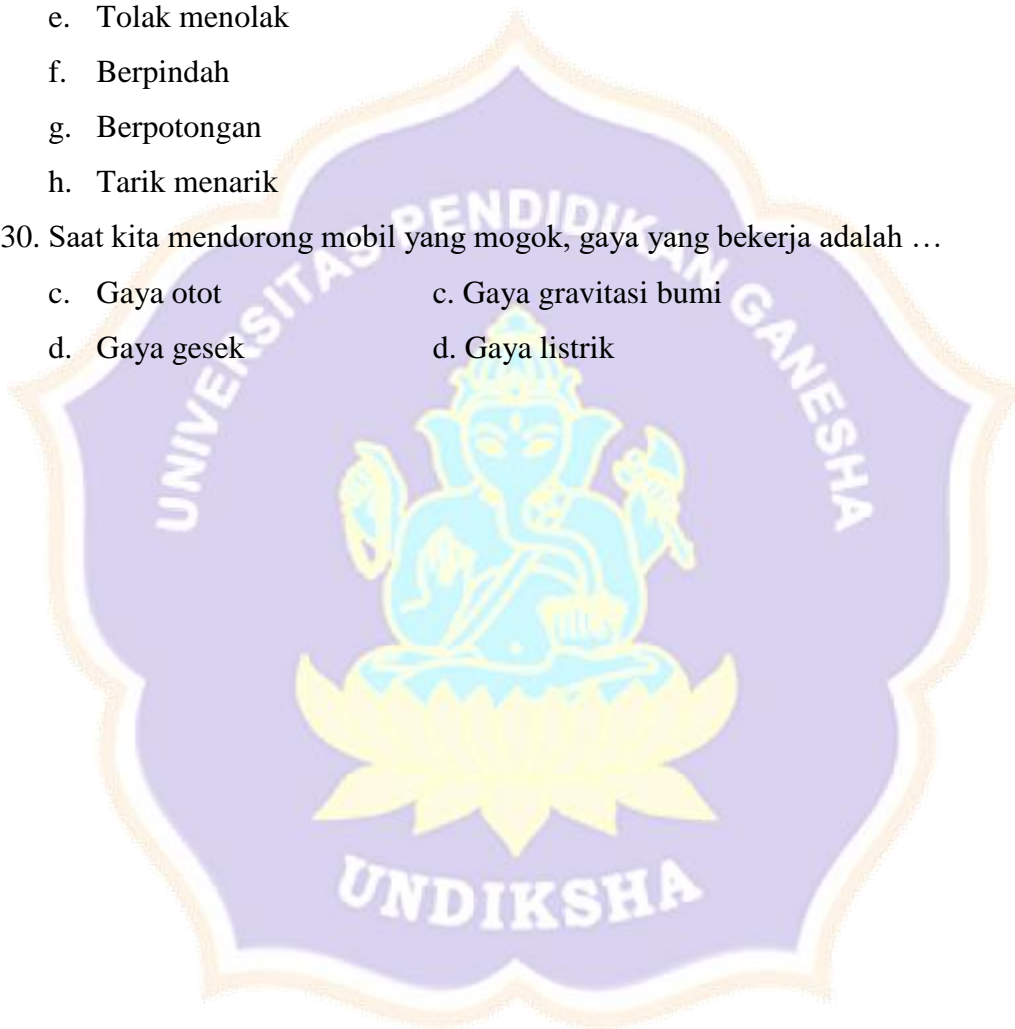 e. Tolak menolak
f. Berpindah
g. Berpotongan
h. Tarik menarik
30. Saat kita mendorong mobil yang mogok, gaya yang bekerja adalah …
c. Gaya otot c. Gaya gravitasi bumi
d. Gaya gesek d. Gaya listrik
UNIVERSITAS PENDIDIKAN GANESHA
UNDIKSHA